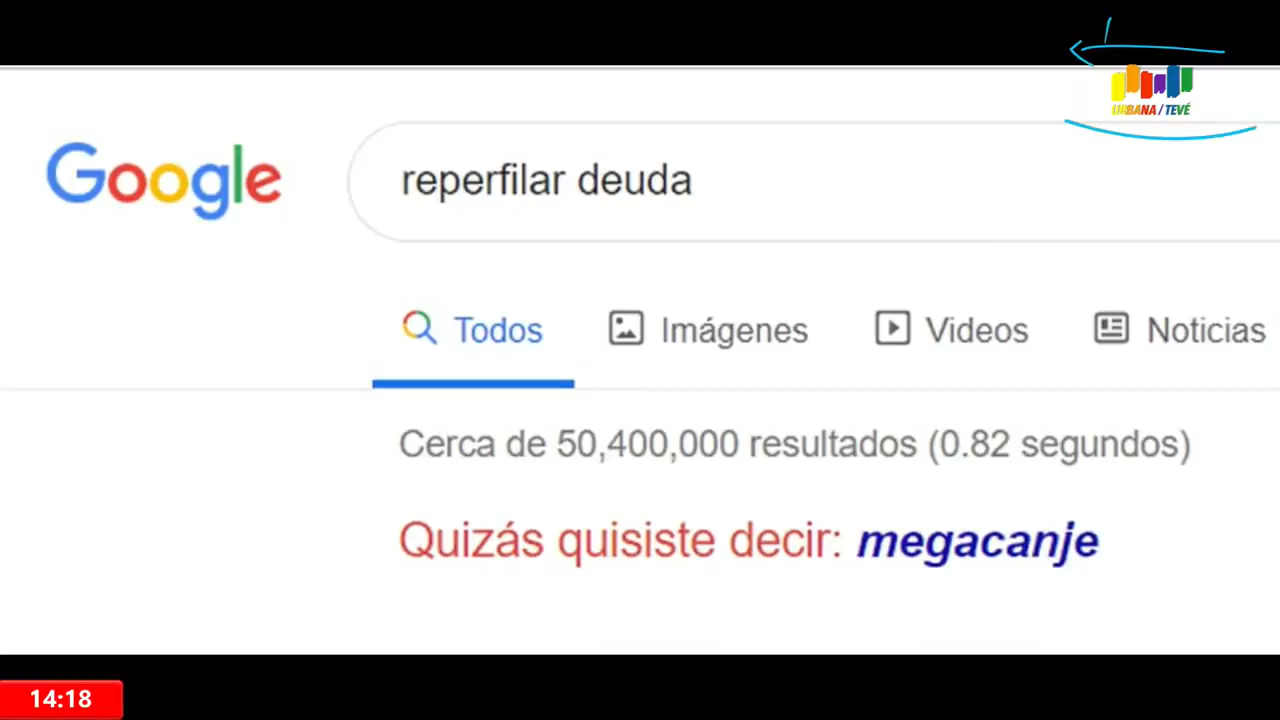 URBANA / TEVÉ
Google
reperfilar deuda
Todos
Imágenes
Videos
Noticias
Cerca de 50,400,000 resultados (0.82 segundos)
Quizás quisiste decir: megacanje
14:18